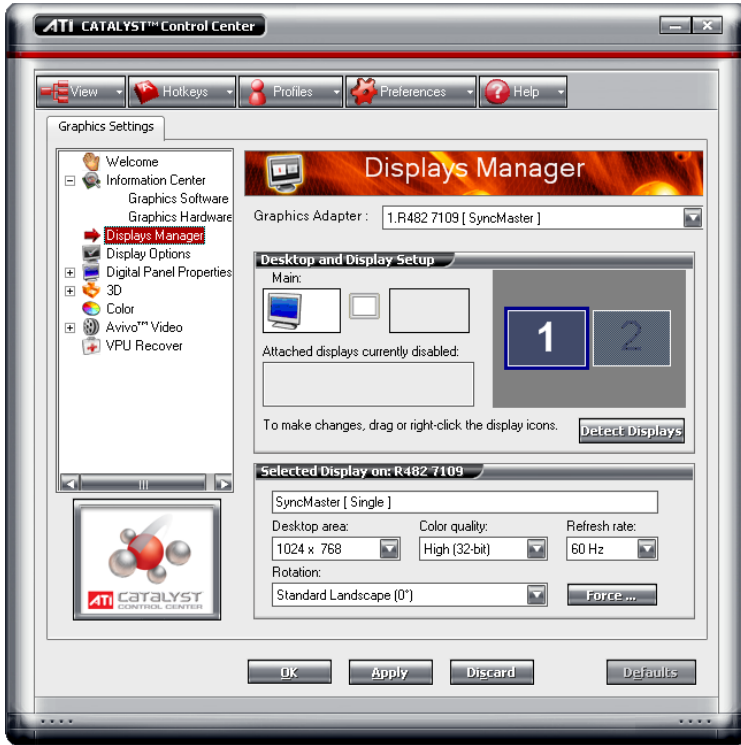 ATI CATALYST™ Control Center
View Hotkeys Profiles Preferences Help
Graphics Settings
Welcome
Information Center
Graphics Software
Graphics Hardware
Displays Manager
Display Options
Digital Panel Properties
3D
Color
Avivo™ Video
VPU Recover
ATI CATALYST
CONTROL CENTER
Displays Manager
Graphics Adapter : 1.R482 7109 [ SyncMaster ]
Desktop and Display Setup
Main:
1 2
Attached displays currently disabled:
To make changes, drag or right-click the display icons.
Detect Displays
Selected Display on: R482 7109
SyncMaster [ Single ]
Desktop area: Color quality: Refresh rate:
1024 x 768 High (32-bit) 60 Hz
Rotation:
Standard Landscape (0°) Force ...
OK Apply Discard Defaults